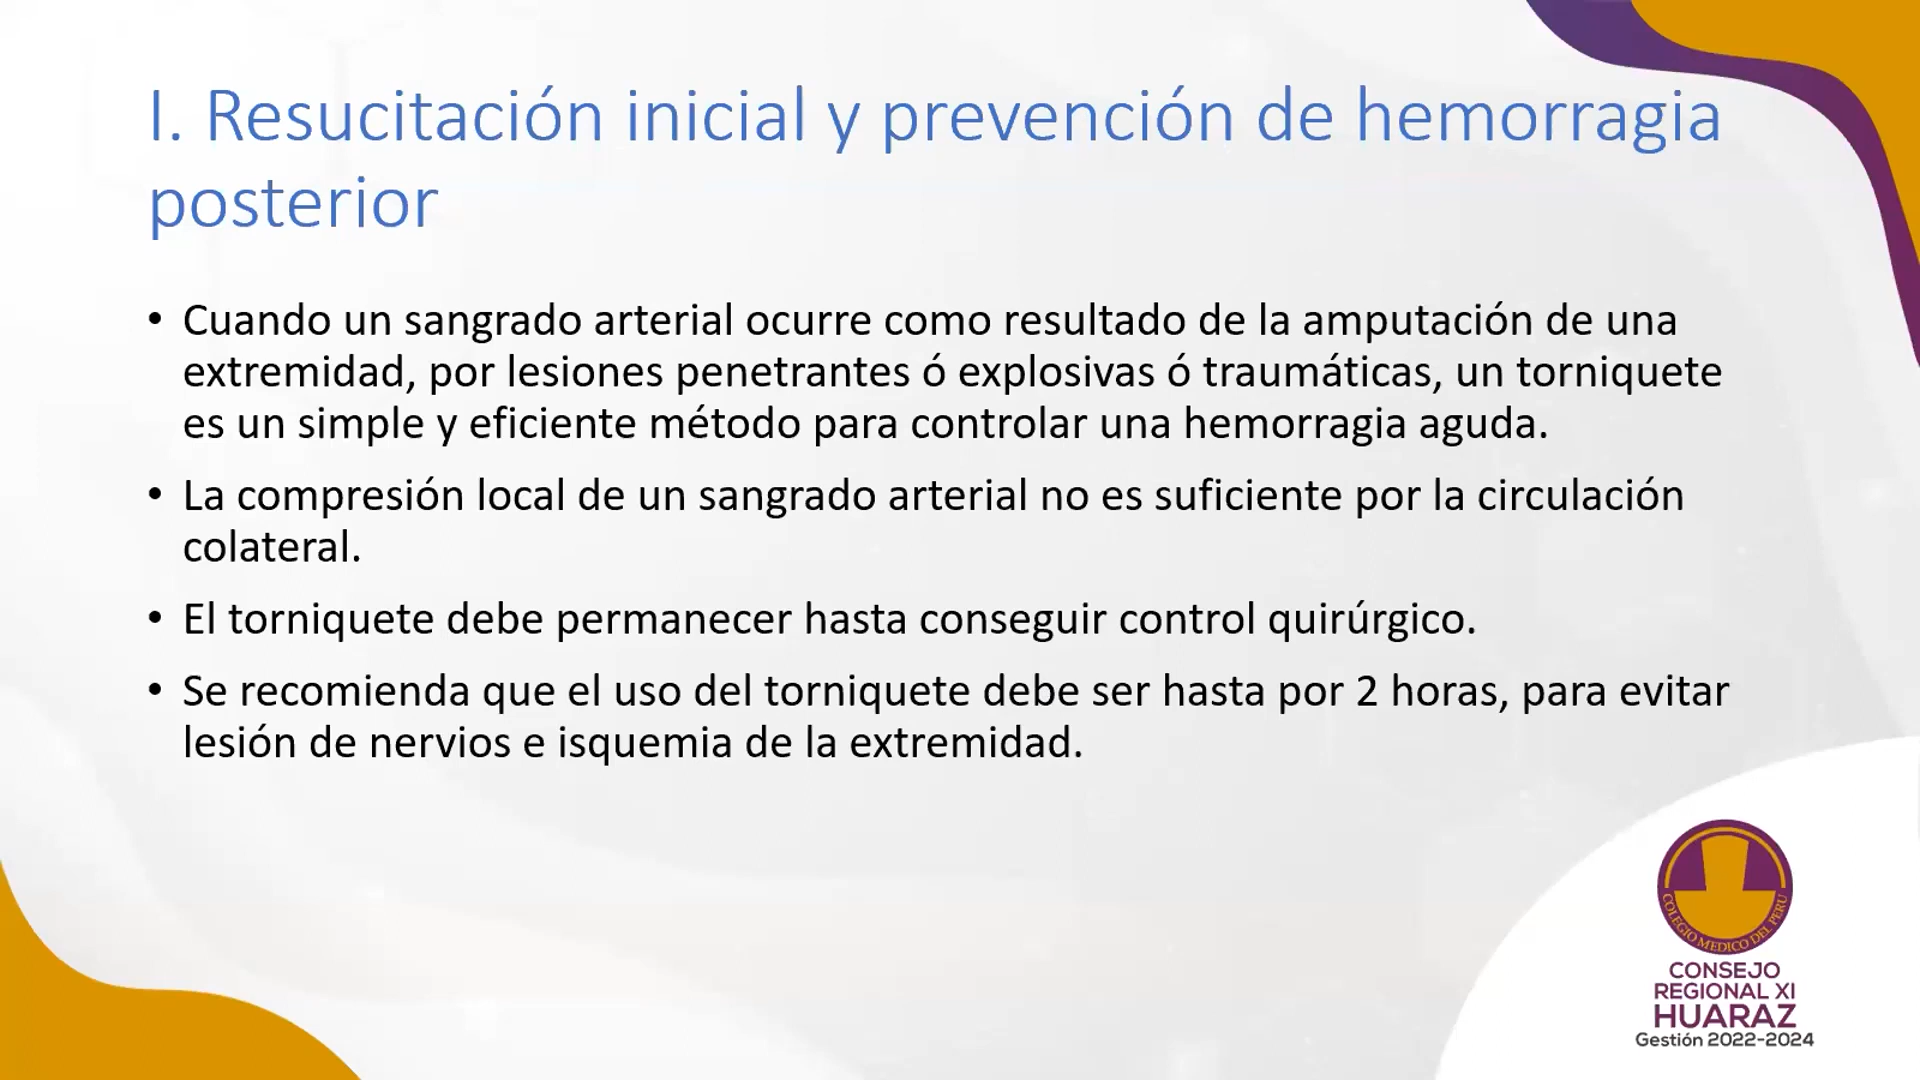 I. Resucitación inicial y prevención de hemorragia
posterior
• Cuando un sangrado arterial ocurre como resultado de la amputación de una
extremidad, por lesiones penetrantes ó explosivas ó traumáticas, un torniquete
es un simple y eficiente método para controlar una hemorragia aguda.
• La compresión local de un sangrado arterial no es suficiente por la circulación
colateral.
• El torniquete debe permanecer hasta conseguir control quirúrgico.
• Se recomienda que el uso del torniquete debe ser hasta por 2 horas, para evitar
lesión de nervios e isquemia de la extremidad.
COLEGIO MEDICO DEL PERU
CONSEJO
REGIONAL XI
HUARAZ
Gestión 2022-2024